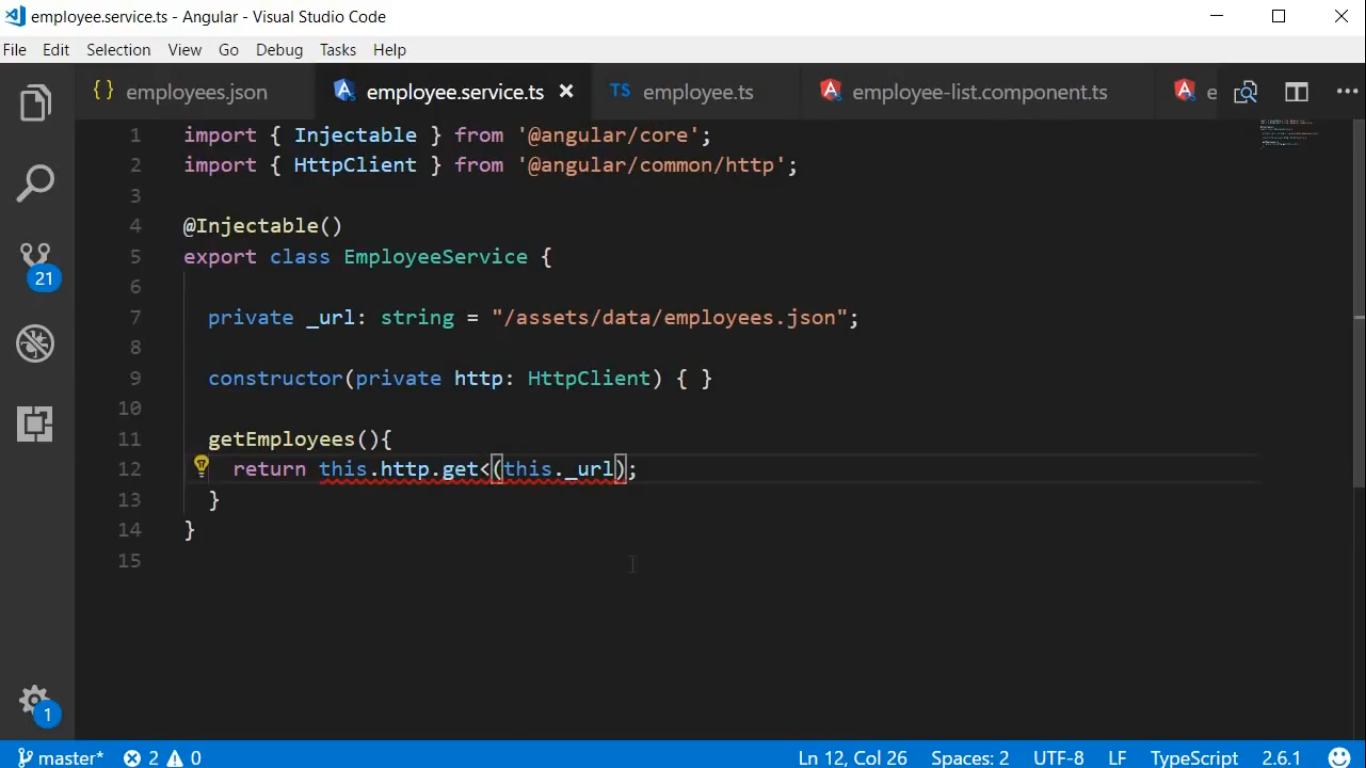 employee.service.ts - Angular - Visual Studio Code
File Edit Selection View Go Debug Tasks Help
{} employees.json employee.service.ts TS employee.ts employee-list.component.ts e
1 import { Injectable } from '@angular/core';
2 import { HttpClient } from '@angular/common/http';
3
4 @Injectable()
5 export class EmployeeService {
6
7 private _url: string = "/assets/data/employees.json";
8
9 constructor(private http: HttpClient) { }
10
11 getEmployees(){
12 return this.http.get<(this._url);
13 }
14 }
15
21
1
master* 2 0 Ln 12, Col 26 Spaces: 2 UTF-8 LF TypeScript 2.6.1